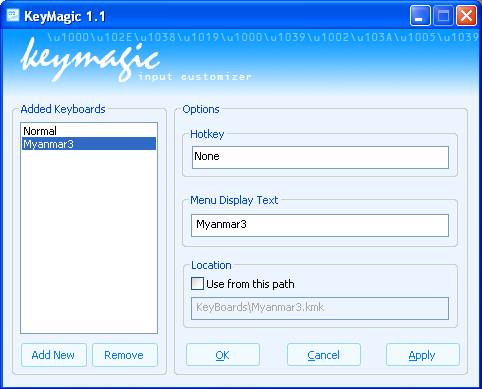 KeyMagic 1.1
\u1000\u102E\u1038\u1019\u1000\u1039\u1002\u103A\u1005\u1039
keymagic
input customizer
Added Keyboards
Normal
Myanmar3
Add New
Remove
Options
Hotkey
None
Menu Display Text
Myanmar3
Location
Use from this path
KeyBoards\Myanmar3.kmk
OK
Cancel
Apply